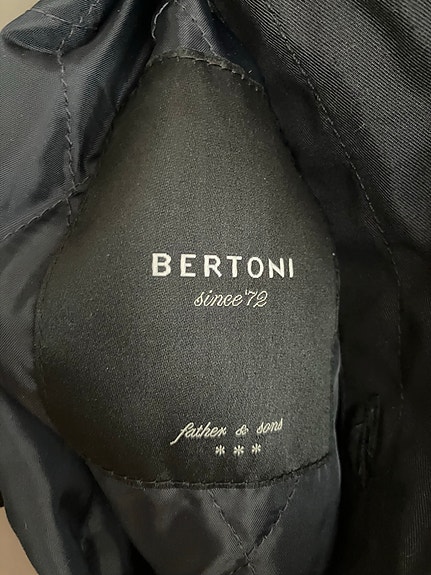 BERTONI
since '72
father & sons
***